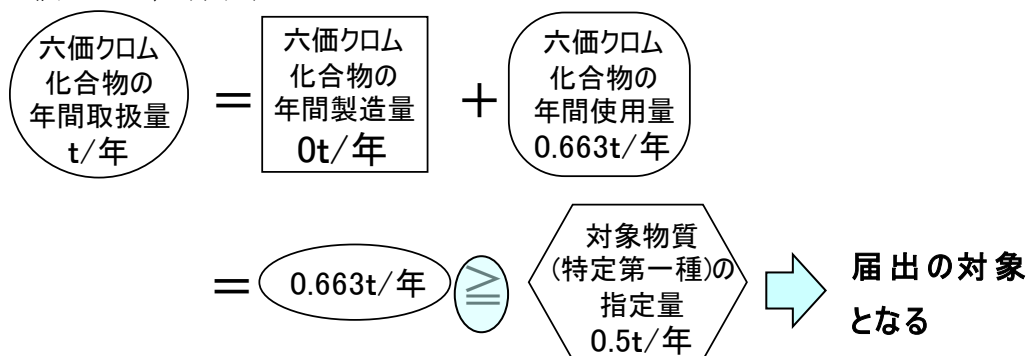 六価クロム
化合物の
年間取扱量
t/年
=
六価クロム
化合物の
年間製造量
0t/年
+
六価クロム
化合物の
年間使用量
0.663t/年
=
0.663t/年
≧
対象物質
(特定第一種)の
指定量
0.5t/年
届出の対象
となる